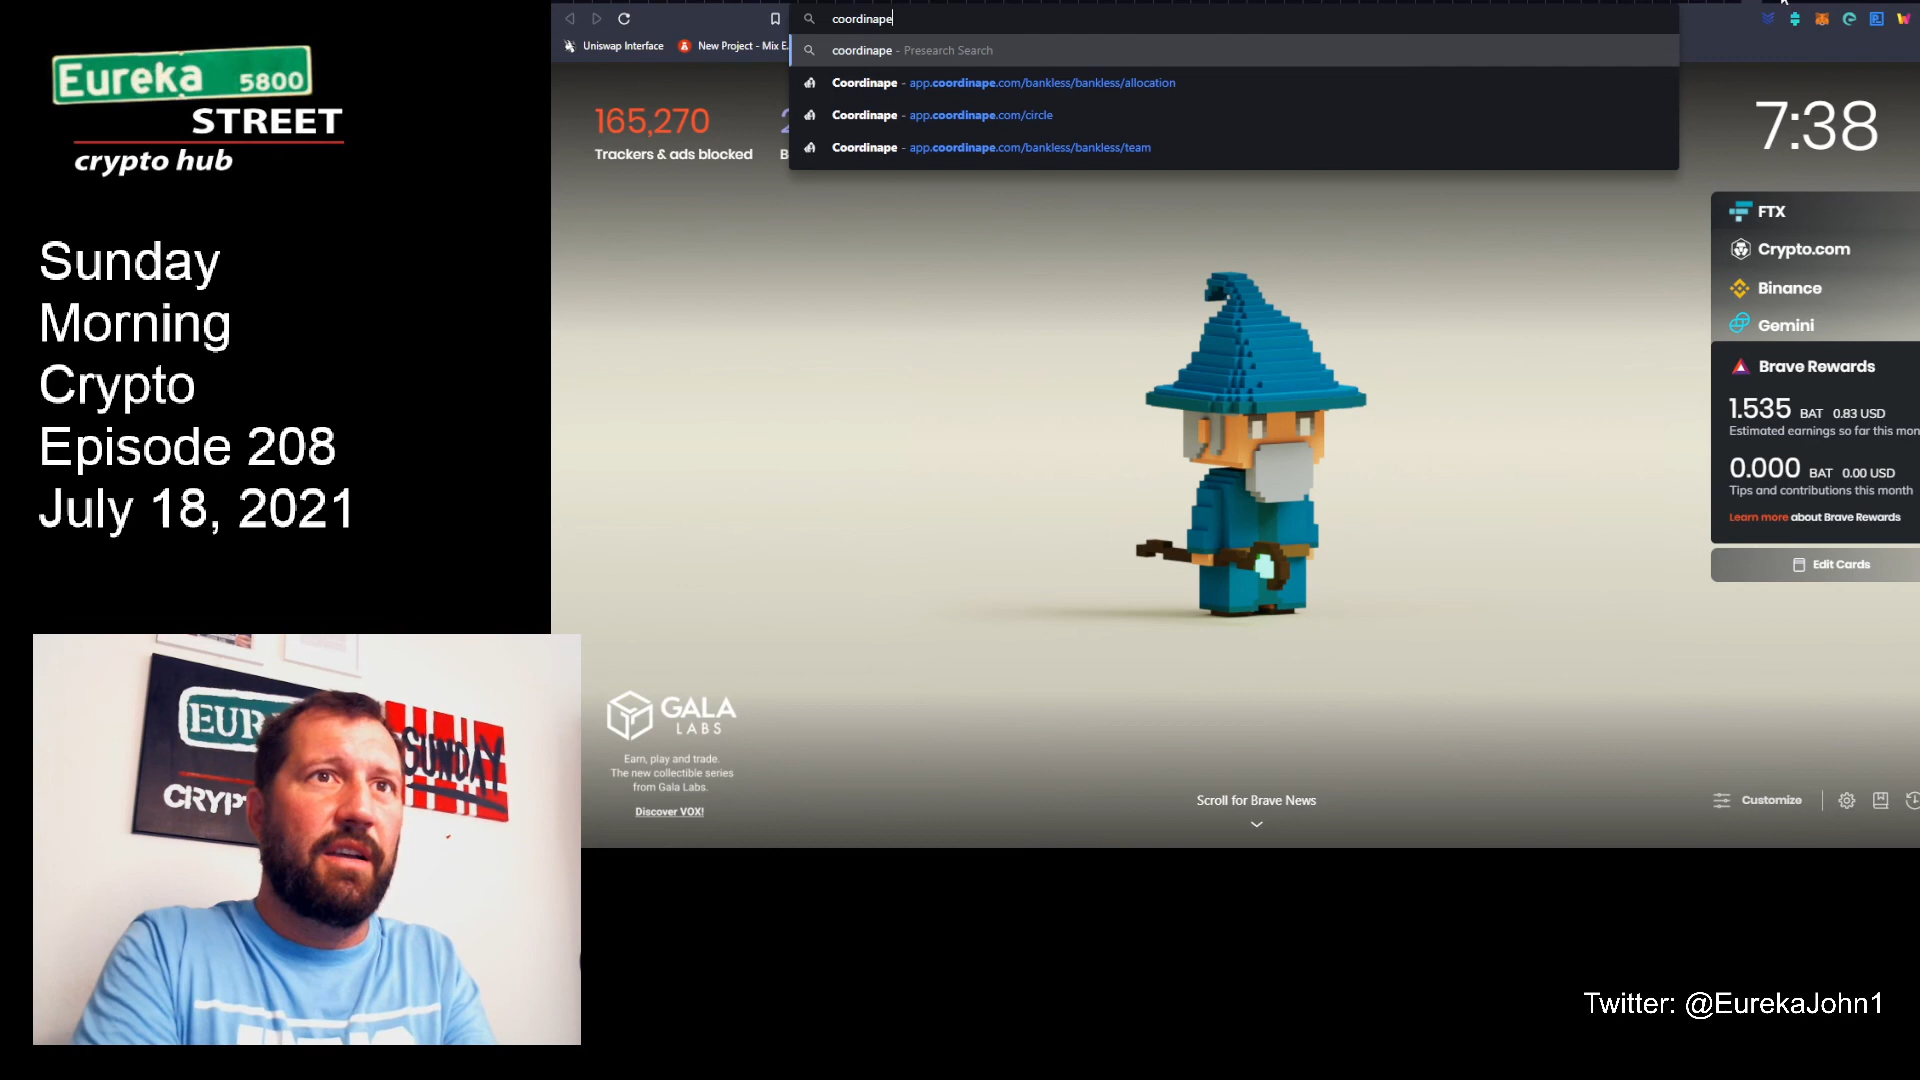 Eureka 5800
STREET
crypto hub
Sunday
Morning
Crypto
Episode 208
July 18, 2021
coordinape
Uniswap Interface
New Project - Mix E
coordinape - Presearch Search
Coordinape - app.coordinape.com/bankless/bankless/allocation
Coordinape - app.coordinape.com/circle
Coordinape - app.coordinape.com/bankless/bankless/team
165,270
Trackers & ads blocked
7:38
FTX
Crypto.com
Binance
Gemini
Brave Rewards
1.535 BAT 0.83 USD
Estimated earnings so far this mon
0.000 BAT 0.00 USD
Tips and contributions this month
Learn more about Brave Rewards
Edit Cards
GALA
LABS
Earn, play and trade.
The new collectible series
from Gala Labs.
Discover VOX!
Scroll for Brave News
Customize
EUR
CRYP
SUNDAY
Twitter: @EurekaJohn1